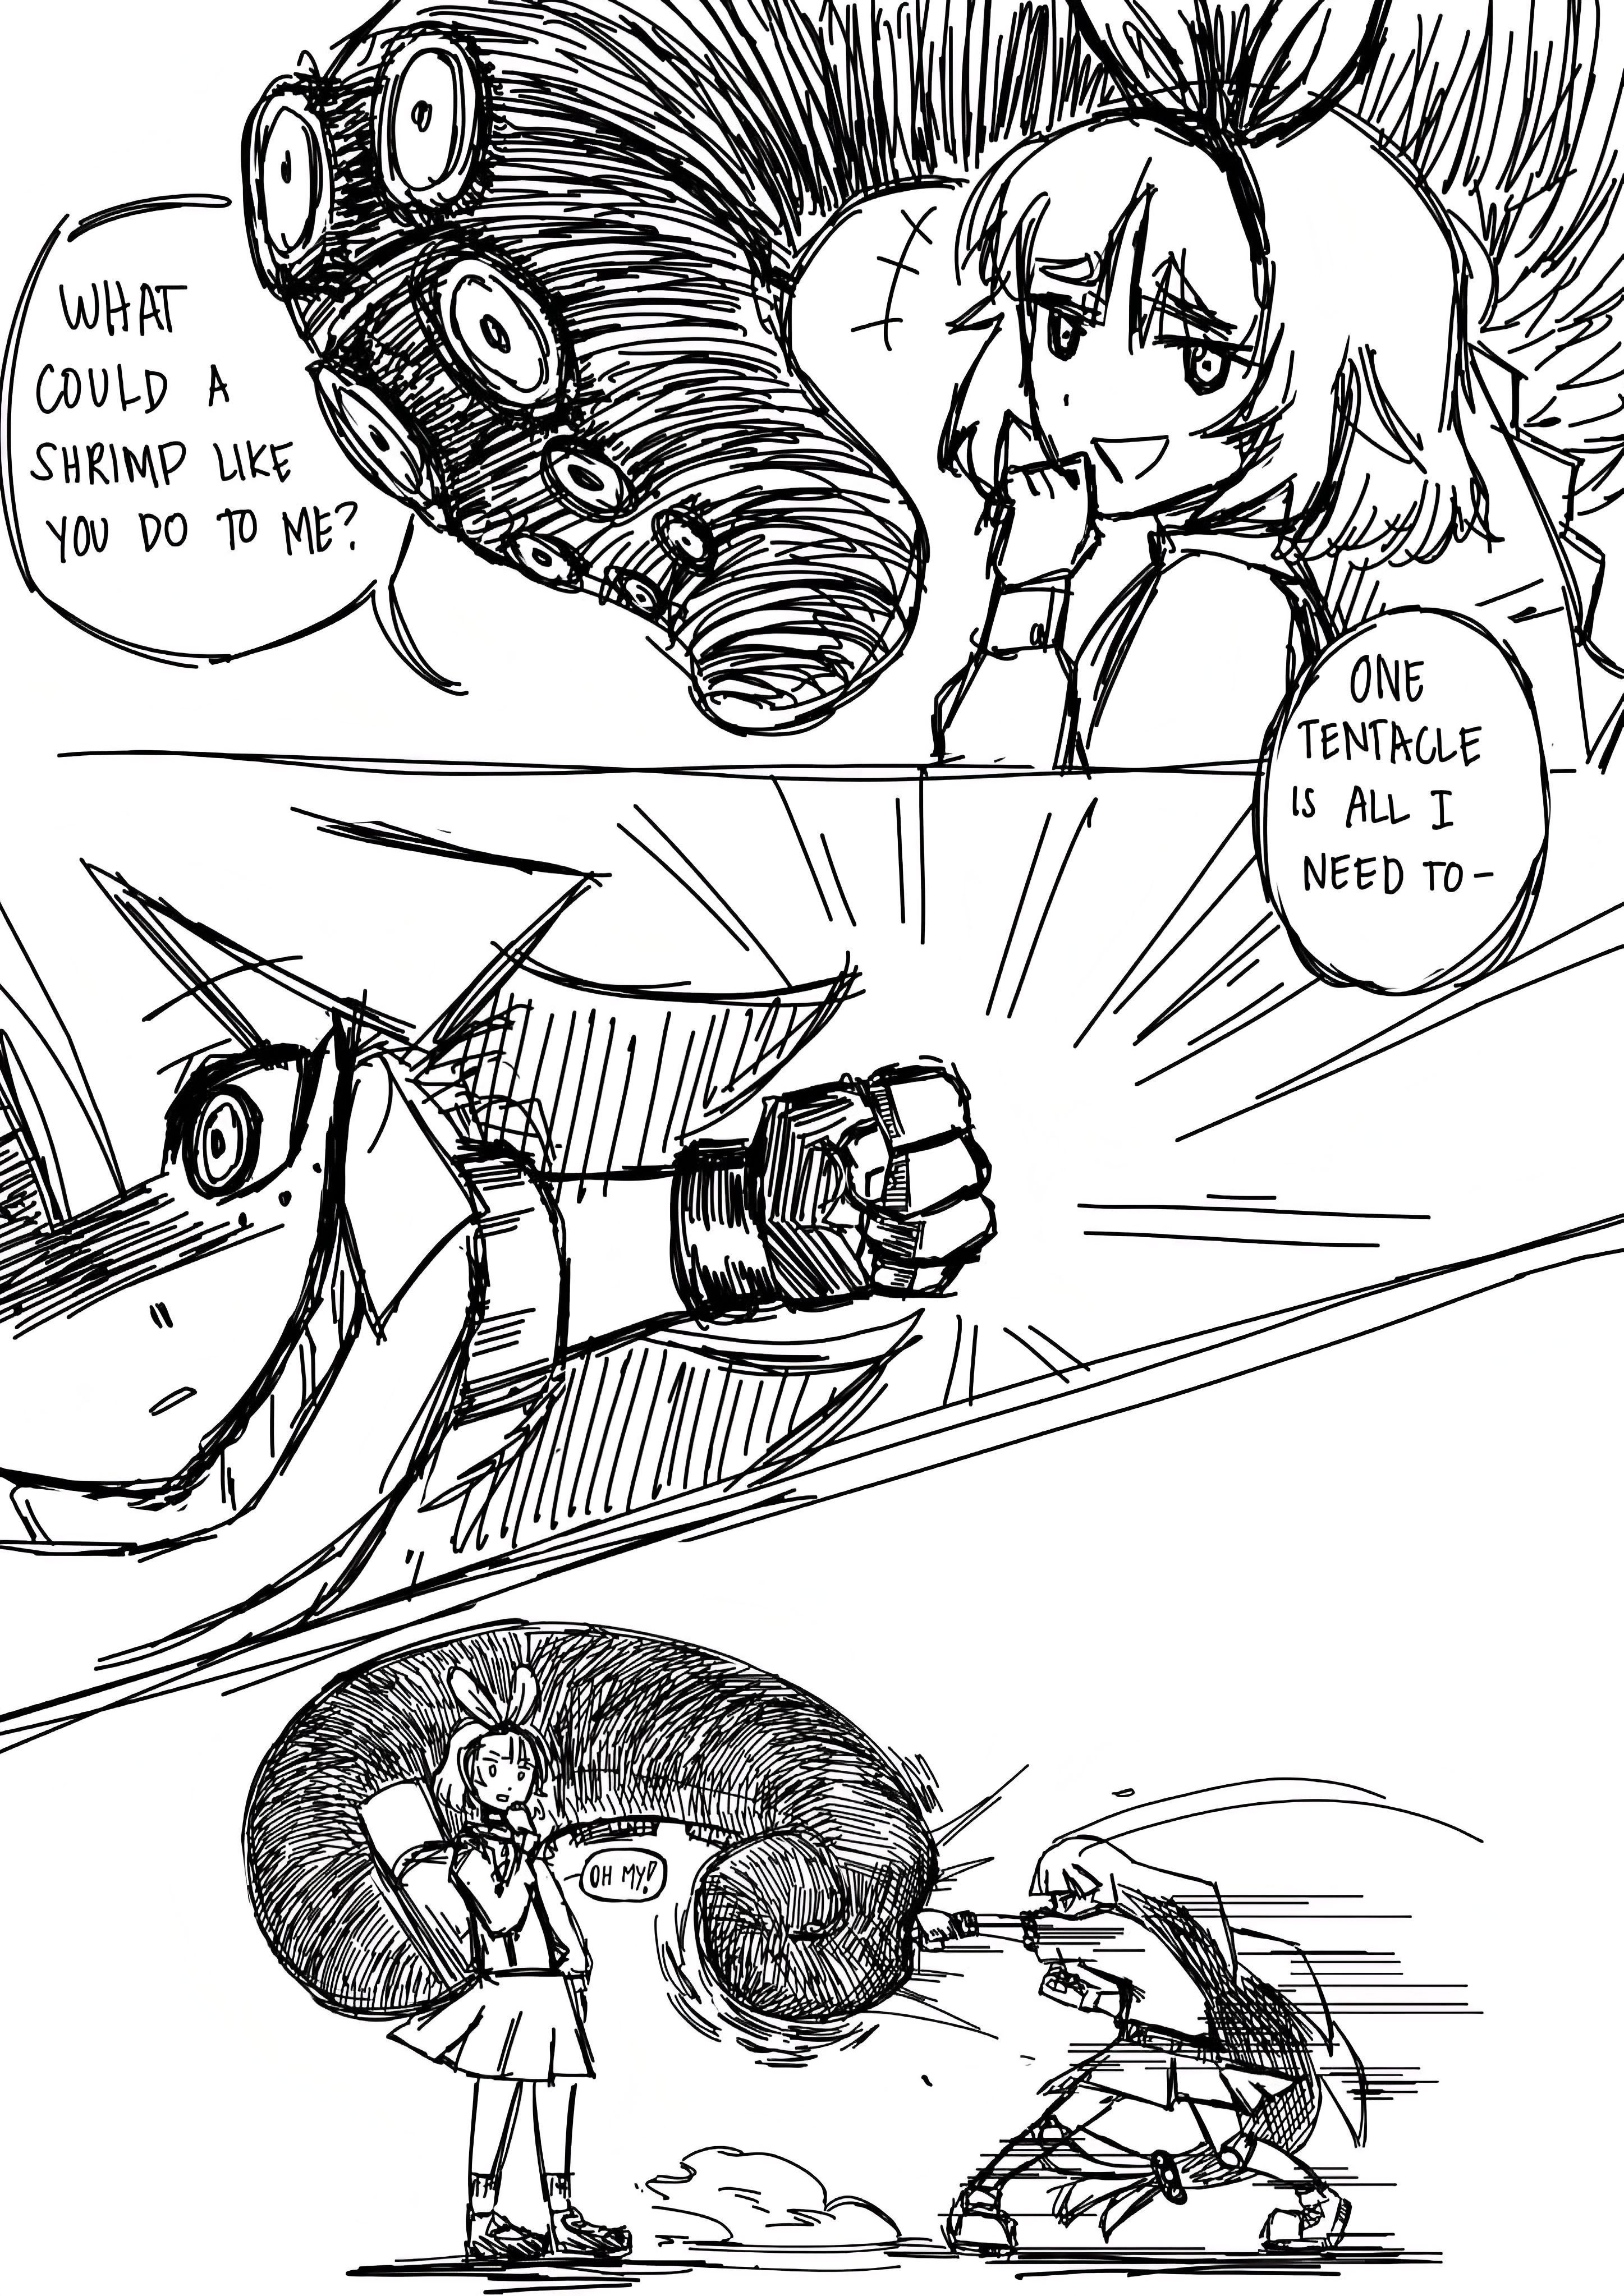 WHAT
COULD A
SHRIMP LIKE
YOU DO TO ME?
ONE
TENTACLE
IS ALL I
NEED TO-
OH MY!